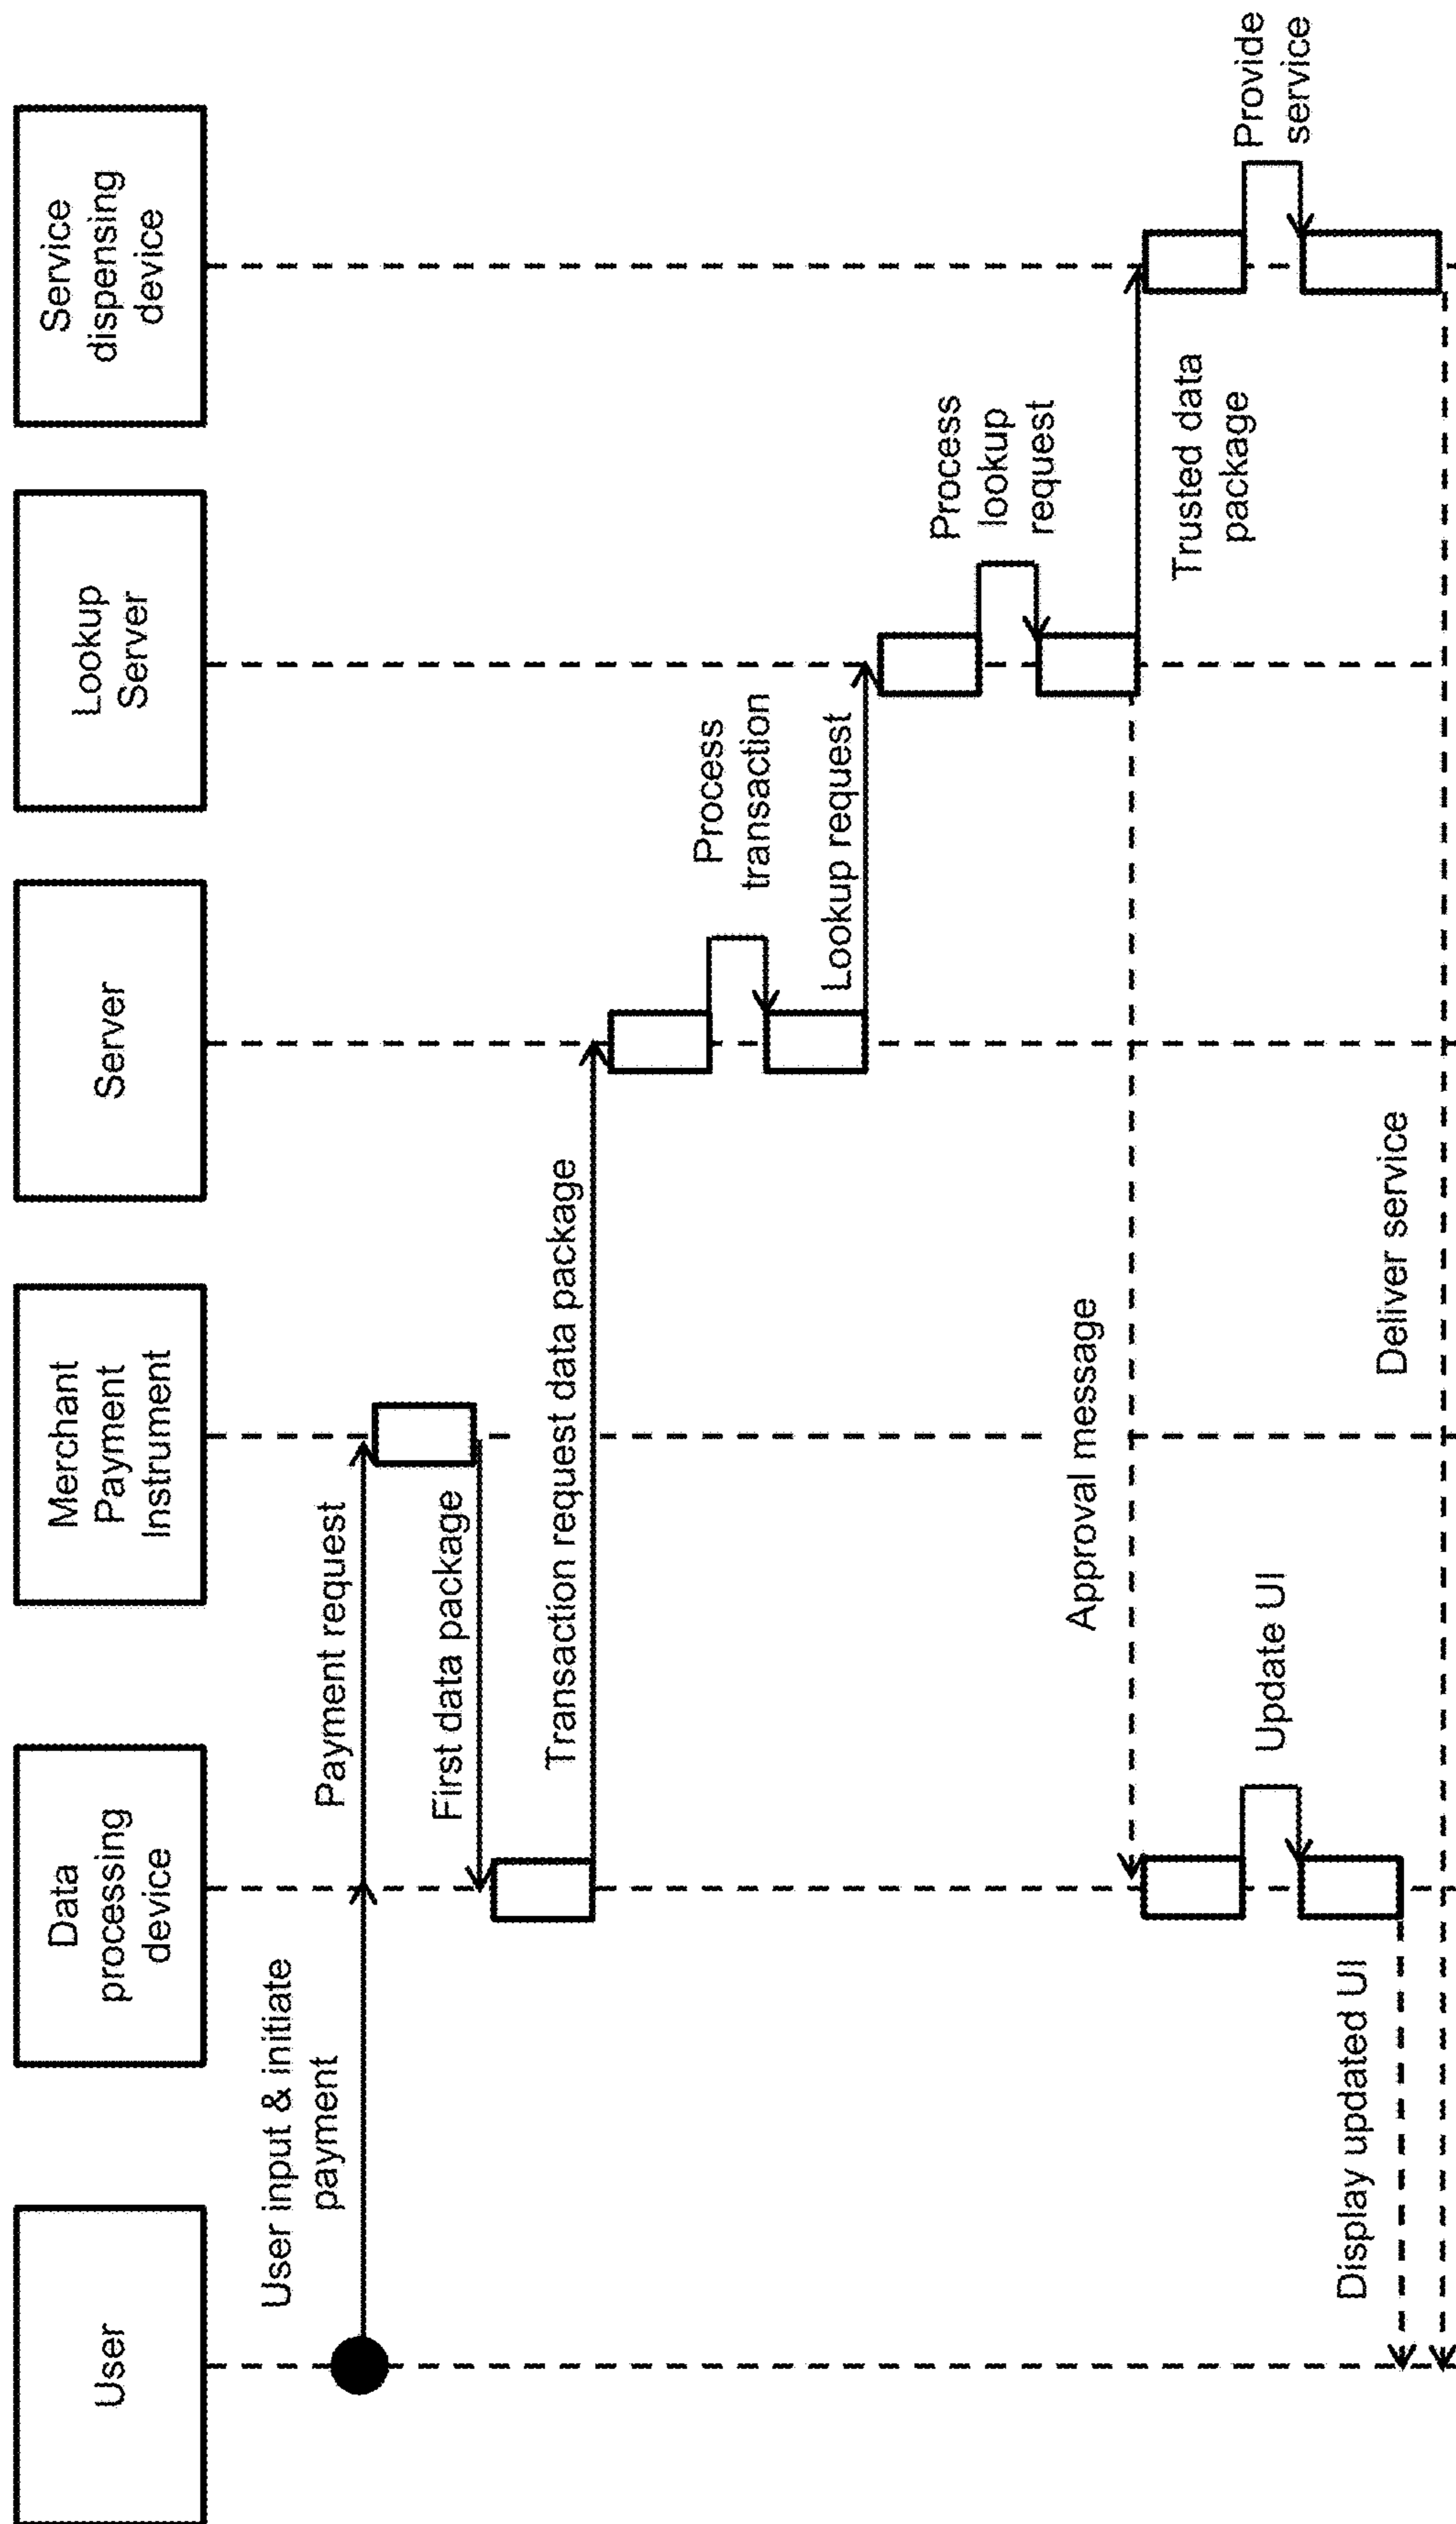 User
Data
processing
device
Merchant
Payment
Instrument
Server
Lookup
Server
Service
dispensing
device
User input & initiate
payment
Payment request
First data package
Transaction request data package
Process
transaction
Lookup request
Process
lookup
request
Approval message
Trusted data
package
Update UI
Provide
service
Display updated UI
Deliver service